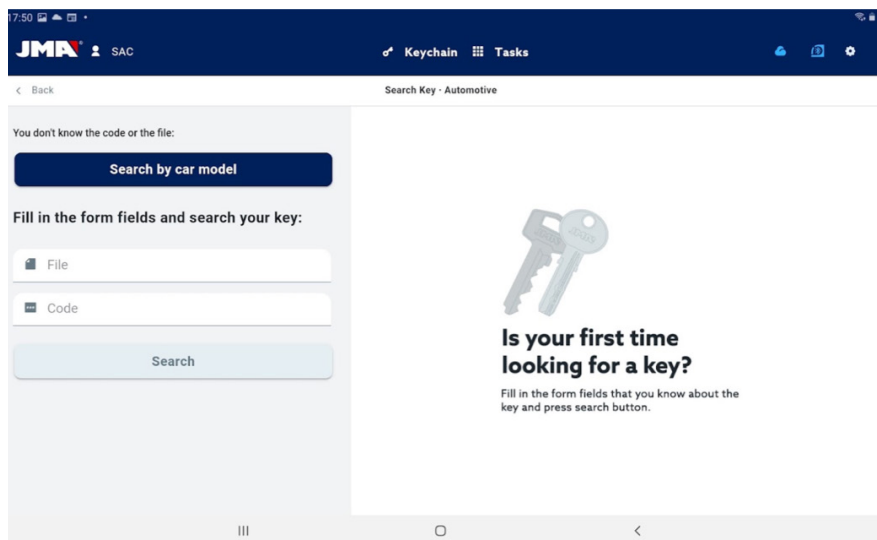 17:50
JMA SAC Keychain Tasks
Back Search Key · Automotive
You don't know the code or the file:
Search by car model
Fill in the form fields and search your key:
File
Code
Search
JMA JMA
Is your first time
looking for a key?
Fill in the form fields that you know about the
key and press search button.